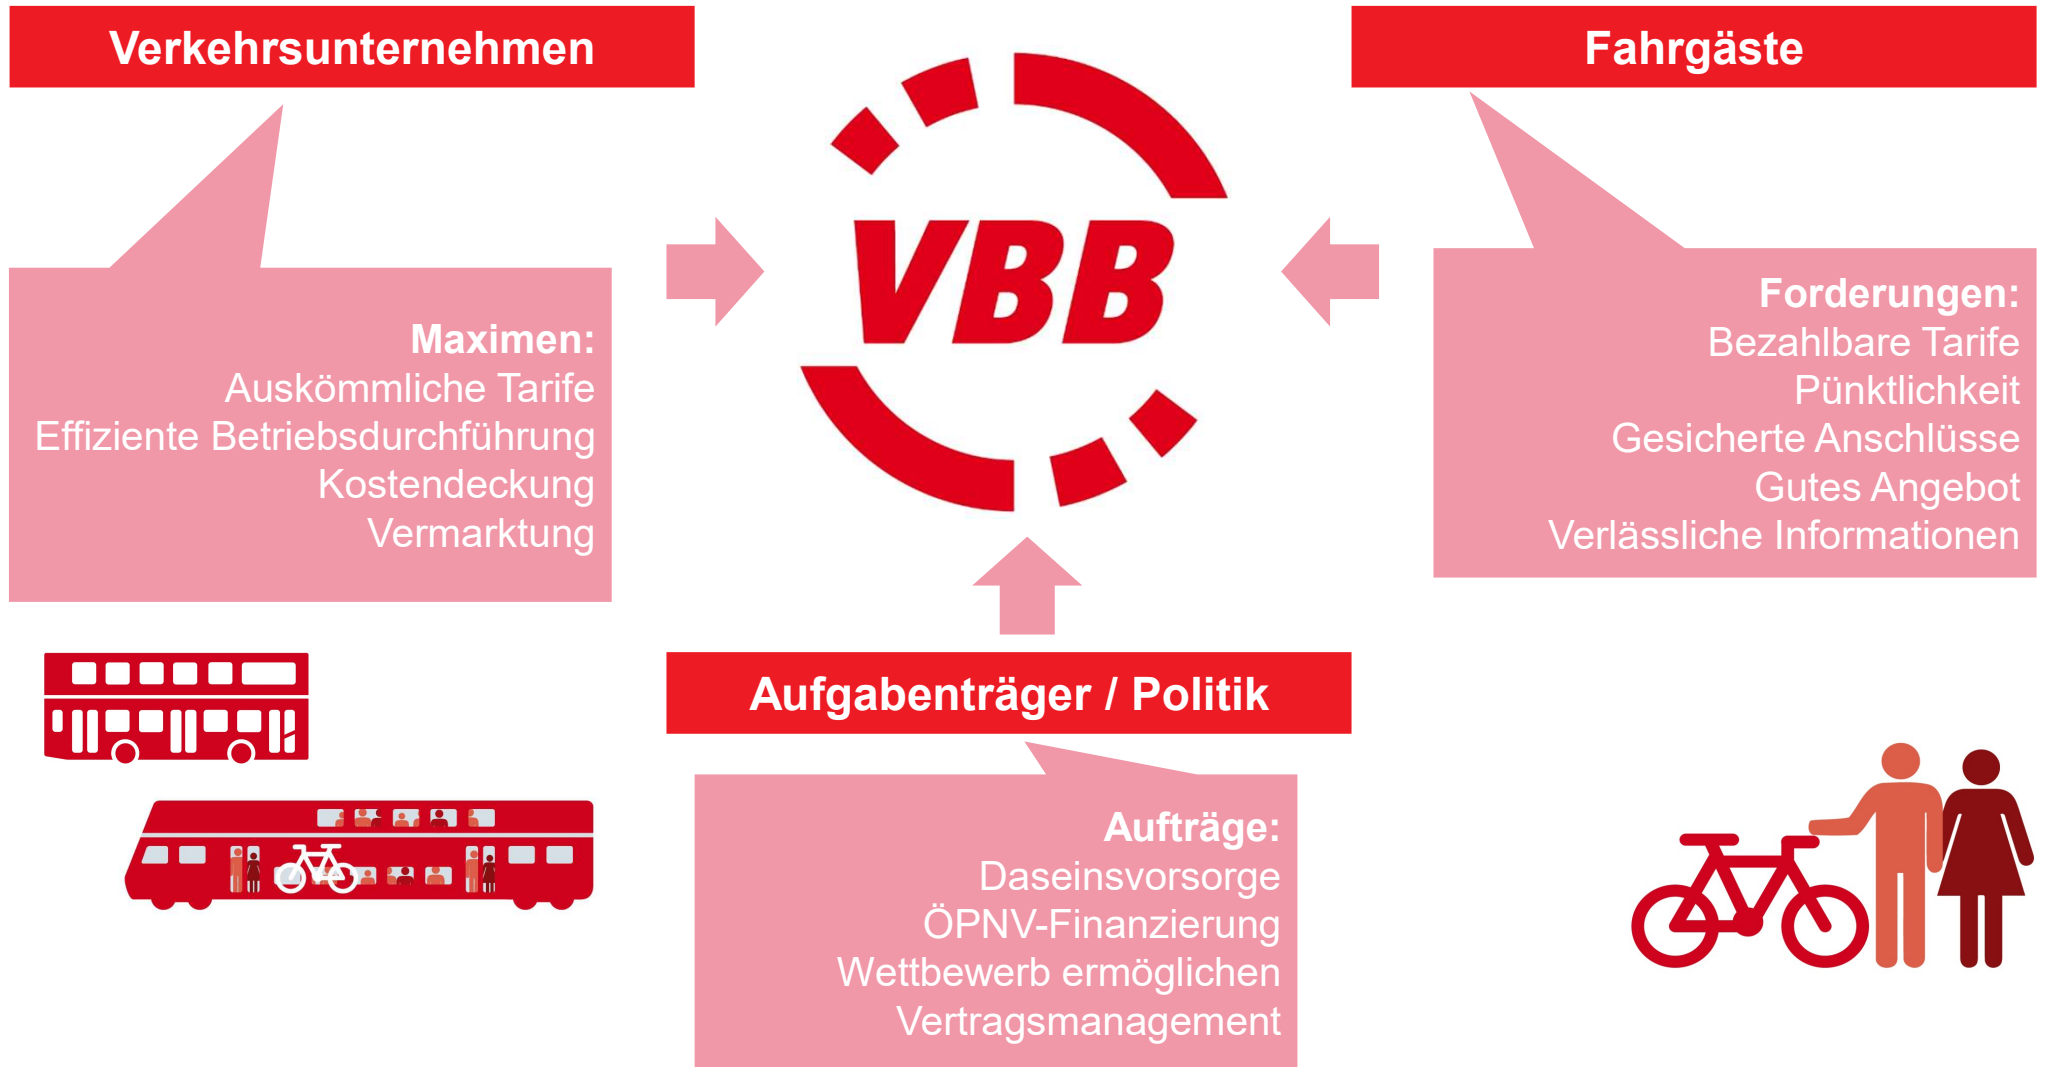 Verkehrsunternehmen
Maximen:
Auskömmliche Tarife
Effiziente Betriebsdurchführung
Kostendeckung
Vermarktung
VBB
Fahrgäste
Forderungen:
Bezahlbare Tarife
Pünktlichkeit
Gesicherte Anschlüsse
Gutes Angebot
Verlässliche Informationen
Aufgabenträger / Politik
Aufträge:
Daseinsvorsorge
ÖPNV-Finanzierung
Wettbewerb ermöglichen
Vertragsmanagement